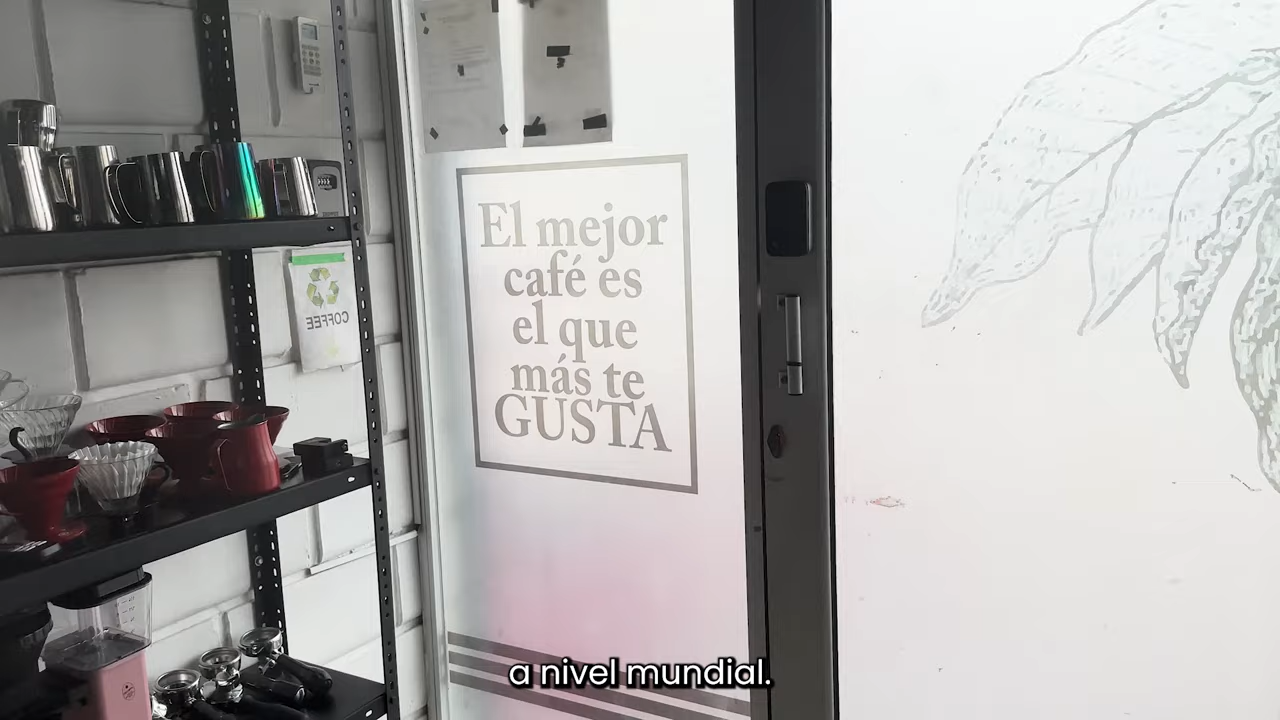 El mejor
café es
el que
más te
GUSTA
COFFEE
a nivel mundial.